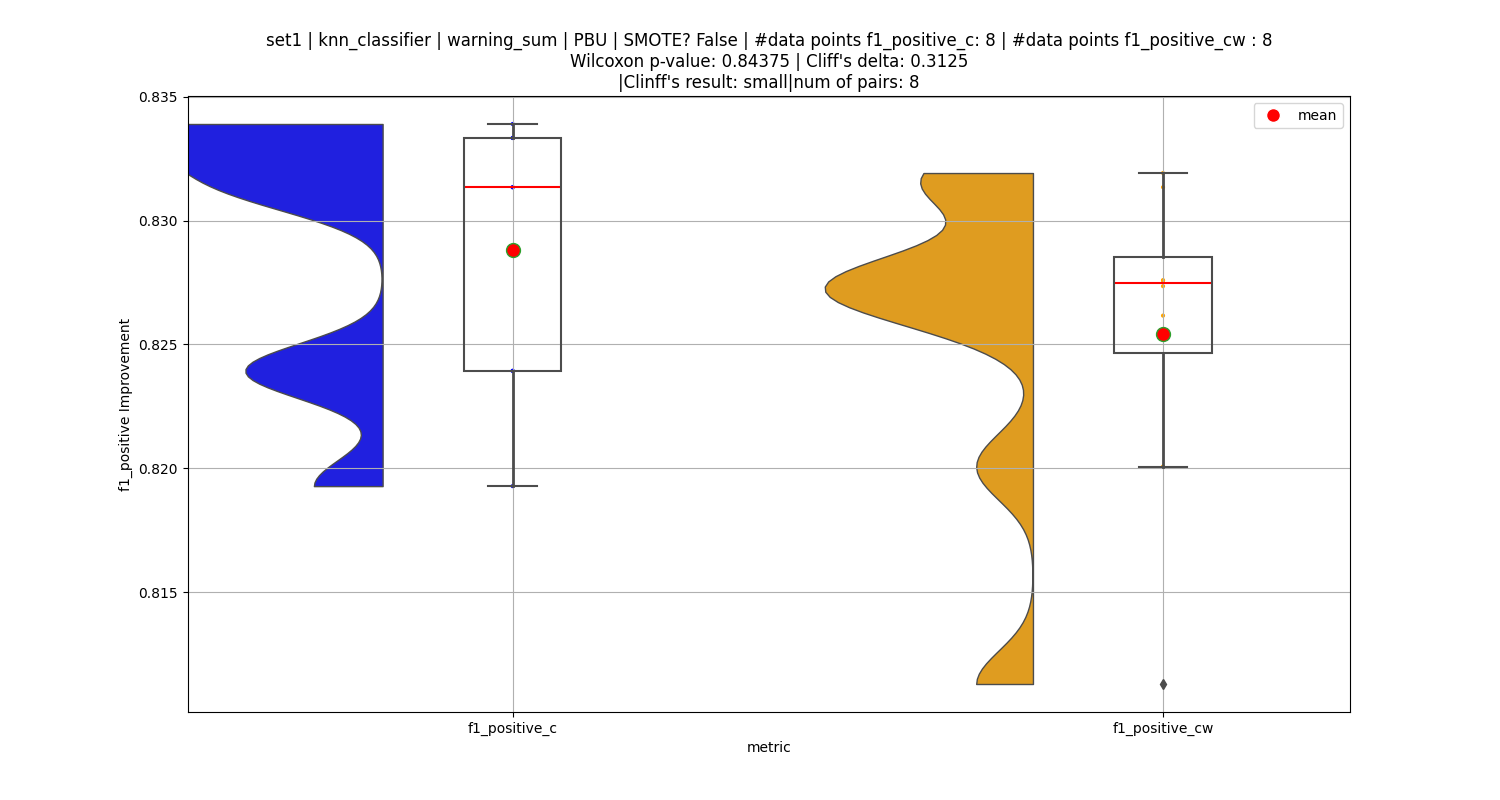 set1 | knn_classifier | warning_sum | PBU | SMOTE? False | #data points f1_positive_c: 8 | #data points f1_positive_cw : 8
Wilcoxon p-value: 0.84375 | Cliff's delta: 0.3125
|Clinff's result: small|num of pairs: 8
mean
0.835
0.830
0.825
0.820
0.815
f1_positive Improvement
f1_positive_c
f1_positive_cw
metric